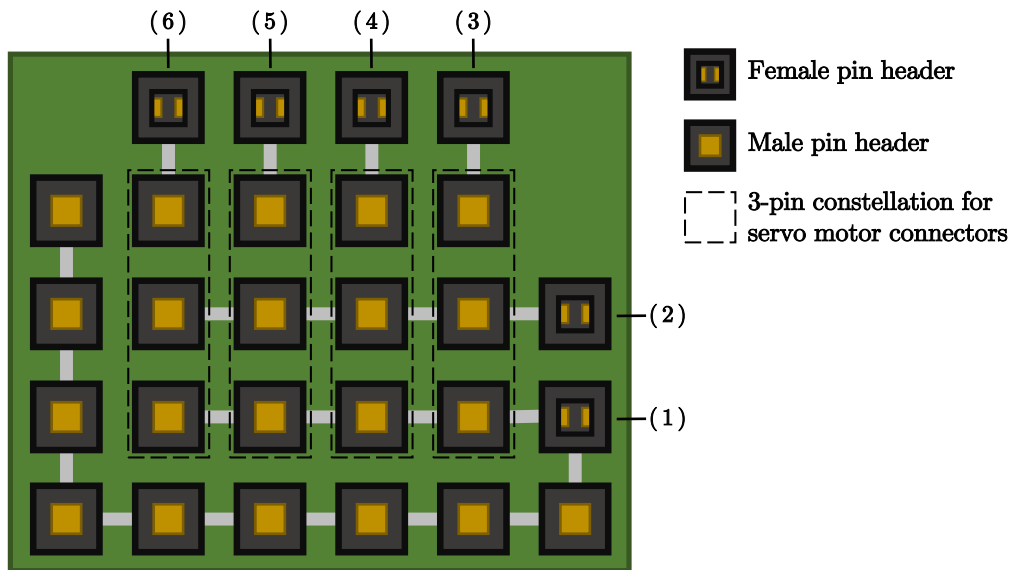 (6) (5) (4) (3)
Female pin header
Male pin header
3-pin constellation for
servo motor connectors
(2)
(1)